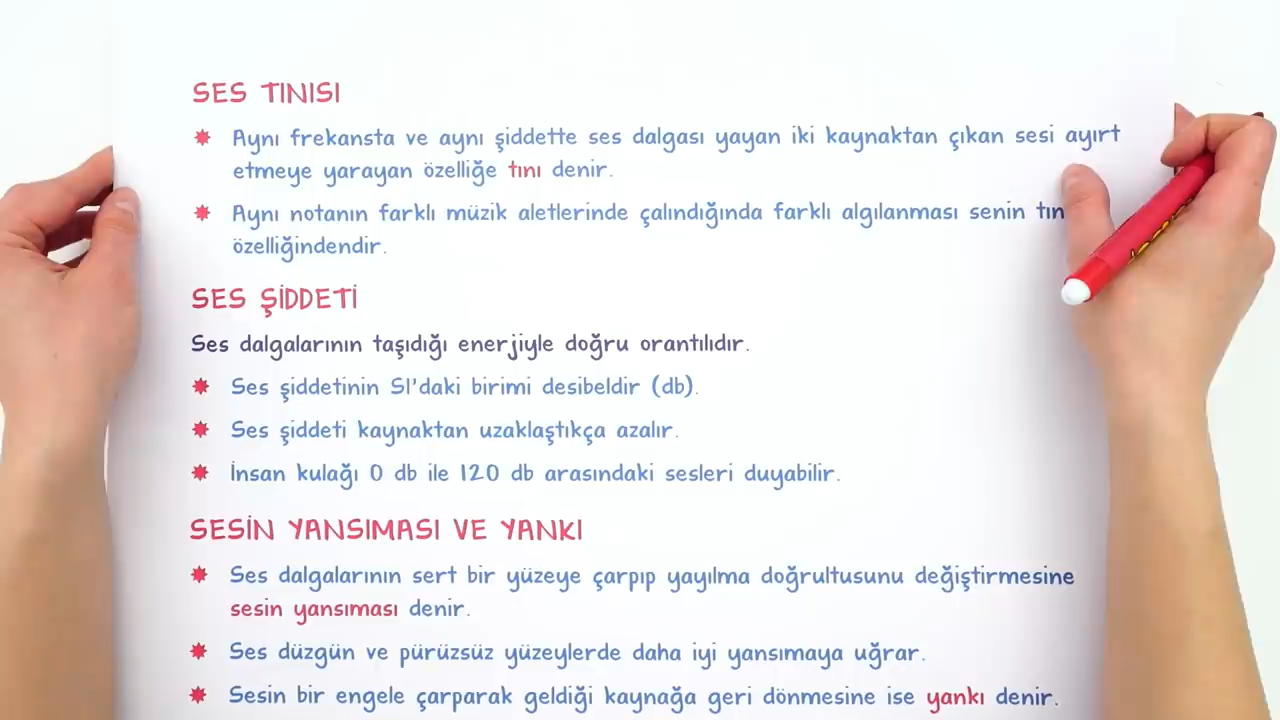 SES TINISI
Aynı frekansta ve aynı şiddette ses dalgası yayan iki kaynaktan çıkan sesi ayırt
etmeye yarayan özelliğe tını denir.
Aynı notanın farklı müzik aletlerinde çalındığında farklı algılanması senin
özelliğindendir.
SES ŞİDDETİ
Ses dalgalarının taşıdığı enerjiyle doğru orantılıdır.
Ses şiddetinin SI'daki birimi desibeldir (db).
Ses şiddeti kaynaktan uzaklaştıkça azalır.
İnsan kulağı 0 db ile 120 db arasındaki sesleri duyabilir.
SESİN YANSIMASI VE YANKI
Ses dalgalarının sert bir yüzeye çarpıp yayılma doğrultusunu değiştirmesine
sesin yansıması denir.
Ses düzgün ve pürüzsüz yüzeylerde daha iyi yansımaya uğrar.
Sesin bir engele çarparak geldiği kaynağa geri dönmesine ise yankı denir.